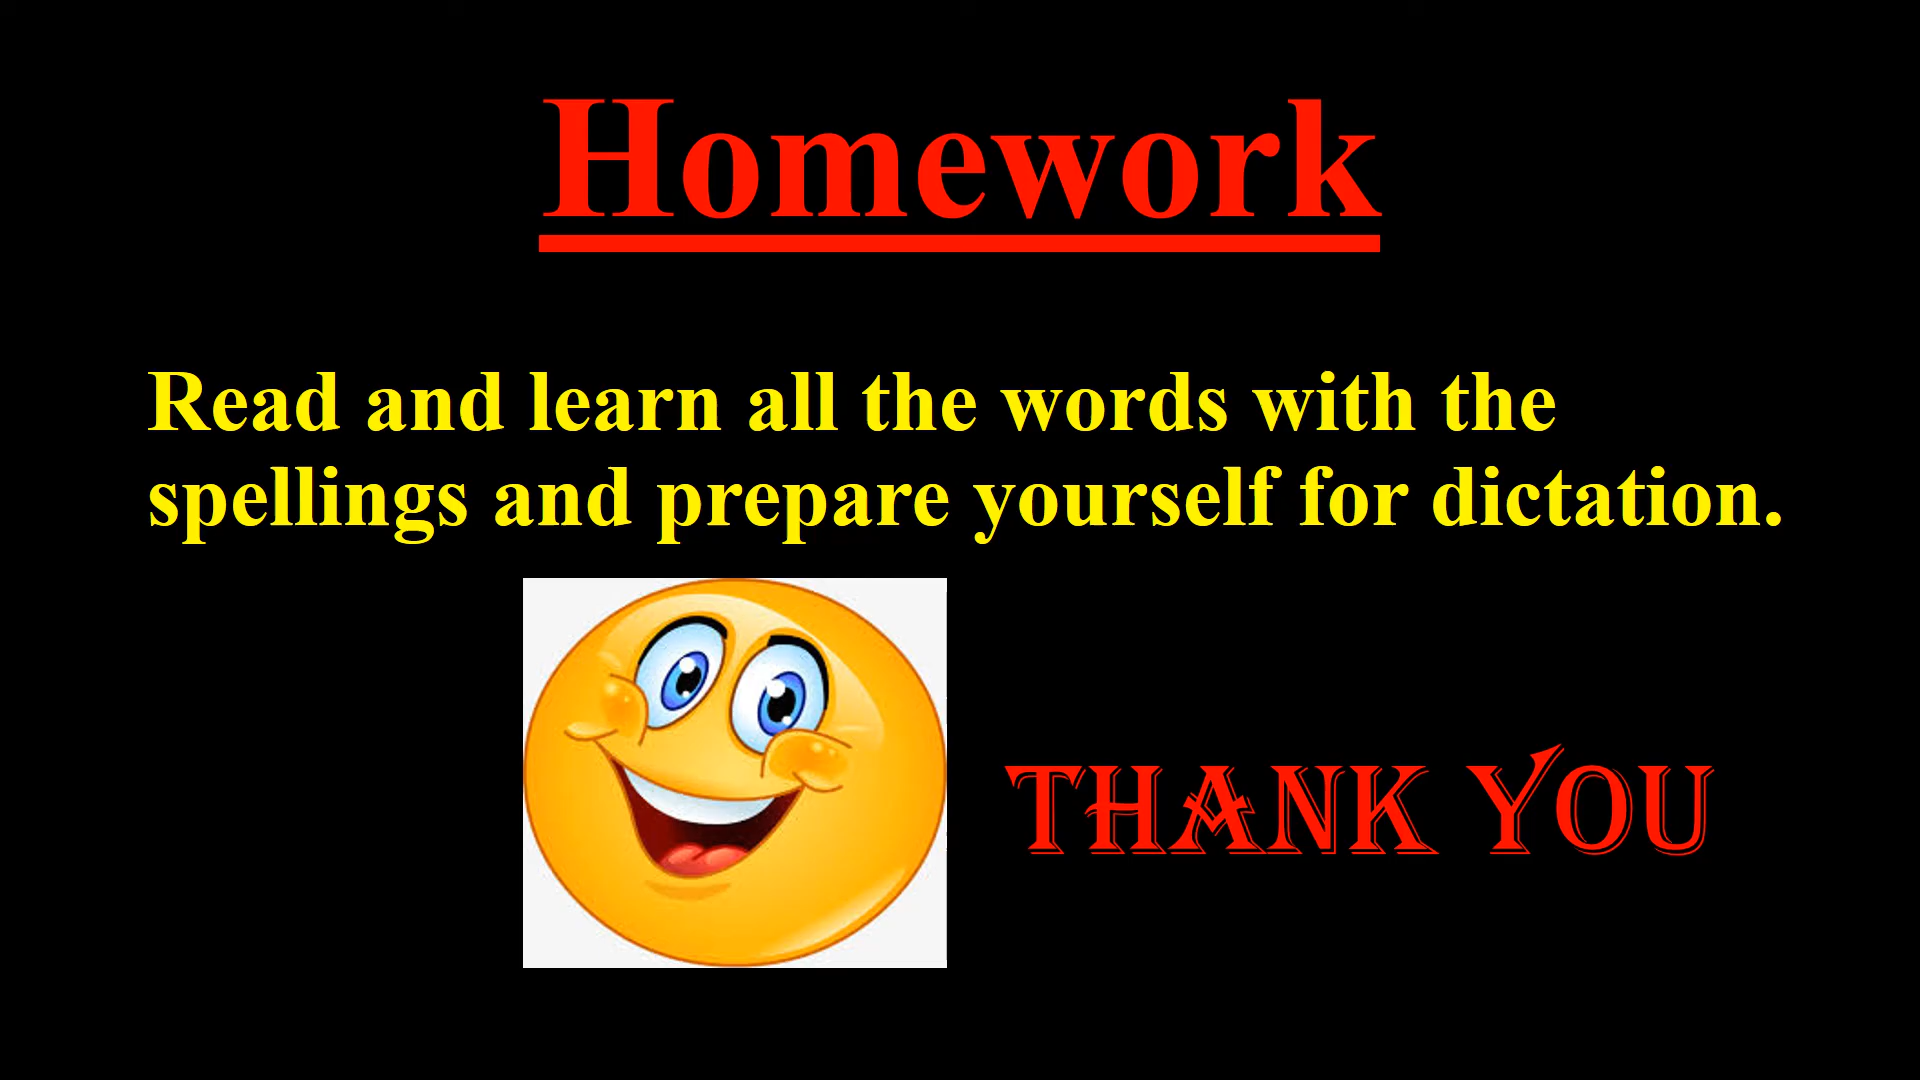 Homework
Read and learn all the words with the
spellings and prepare yourself for dictation.
THANK YOU